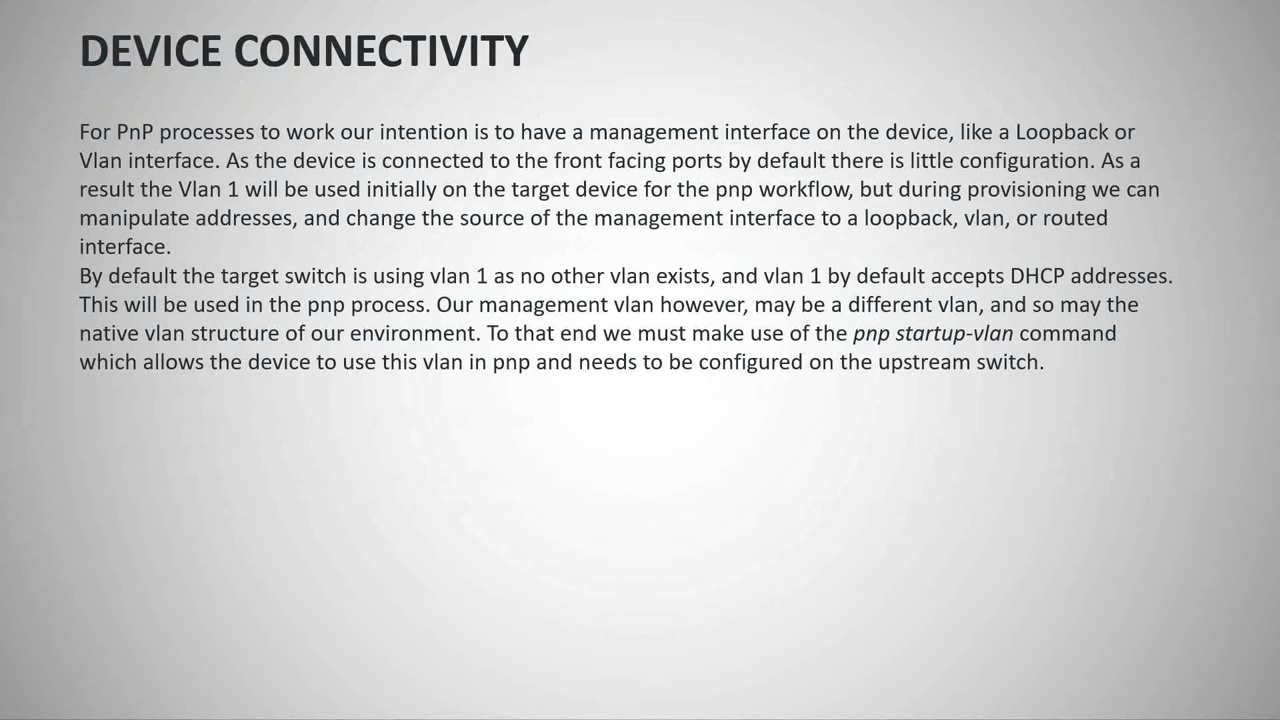 DEVICE CONNECTIVITY
For PnP processes to work our intention is to have a management interface on the device, like a Loopback or
Vlan interface. As the device is connected to the front facing ports by default there is little configuration. As a
result the Vlan 1 will be used initially on the target device for the pnp workflow, but during provisioning we can
manipulate addresses, and change the source of the management interface to a loopback, vlan, or routed
interface.
By default the target switch is using vlan 1 as no other vlan exists, and vlan 1 by default accepts DHCP addresses.
This will be used in the pnp process. Our management vlan however, may be a different vlan, and so may the
native vlan structure of our environment. To that end we must make use of the pnp startup-vlan command
which allows the device to use this vlan in pnp and needs to be configured on the upstream switch.